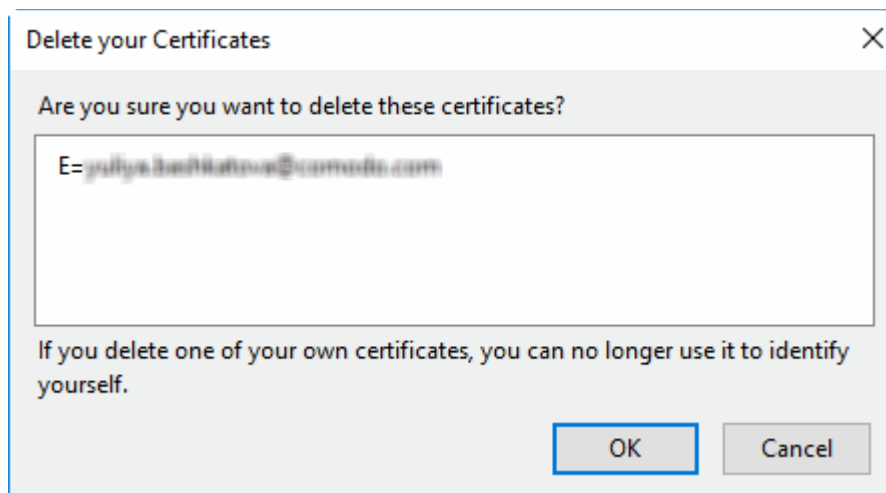 Delete your Certificates
Are you sure you want to delete these certificates?
E=
If you delete one of your own certificates, you can no longer use it to identify
yourself.
OK Cancel